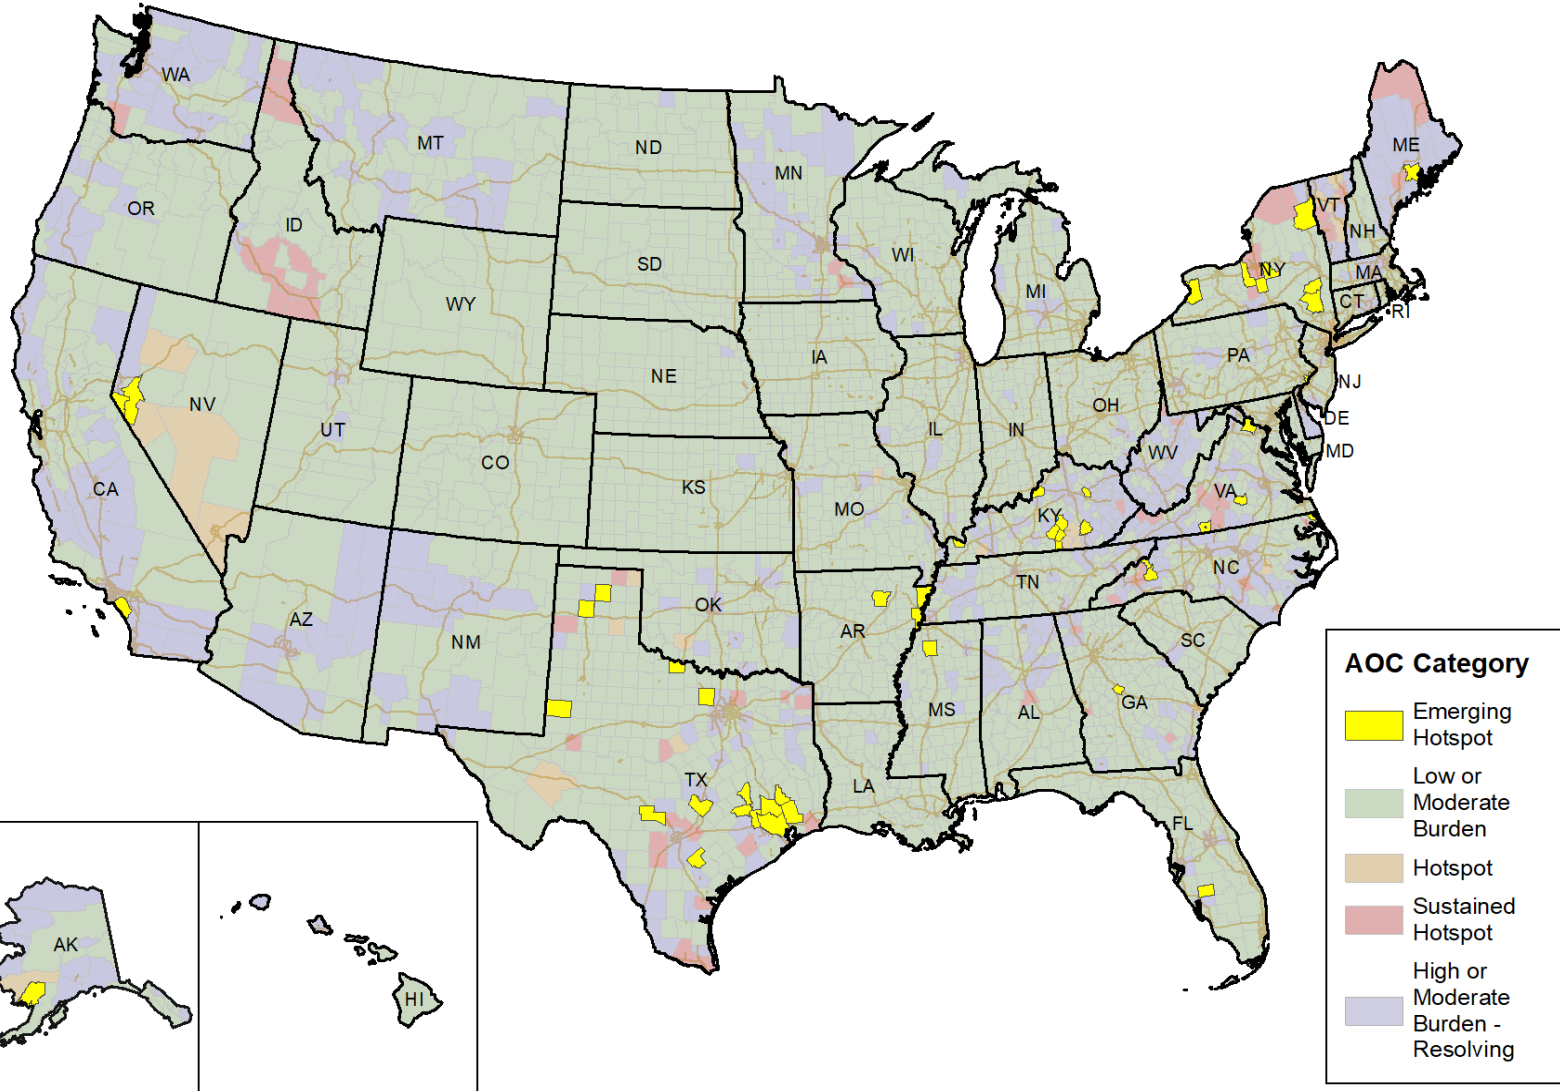 WA
MT
ND
MN
ME
OR
ID
SD
WI
VT
NH
WY
MI
NY
MA
CT
RI
IA
NE
PA
NV
NJ
UT
OH
DE
IL
IN
CO
WV
MD
CA
KS
MO
VA
KY
AZ
NM
OK
AR
TN
NC
SC
MS
AL
GA
TX
LA
FL
AK
HI
AOC Category
Emerging
Hotspot
Low or
Moderate
Burden
Hotspot
Sustained
Hotspot
High or
Moderate
Burden -
Resolving